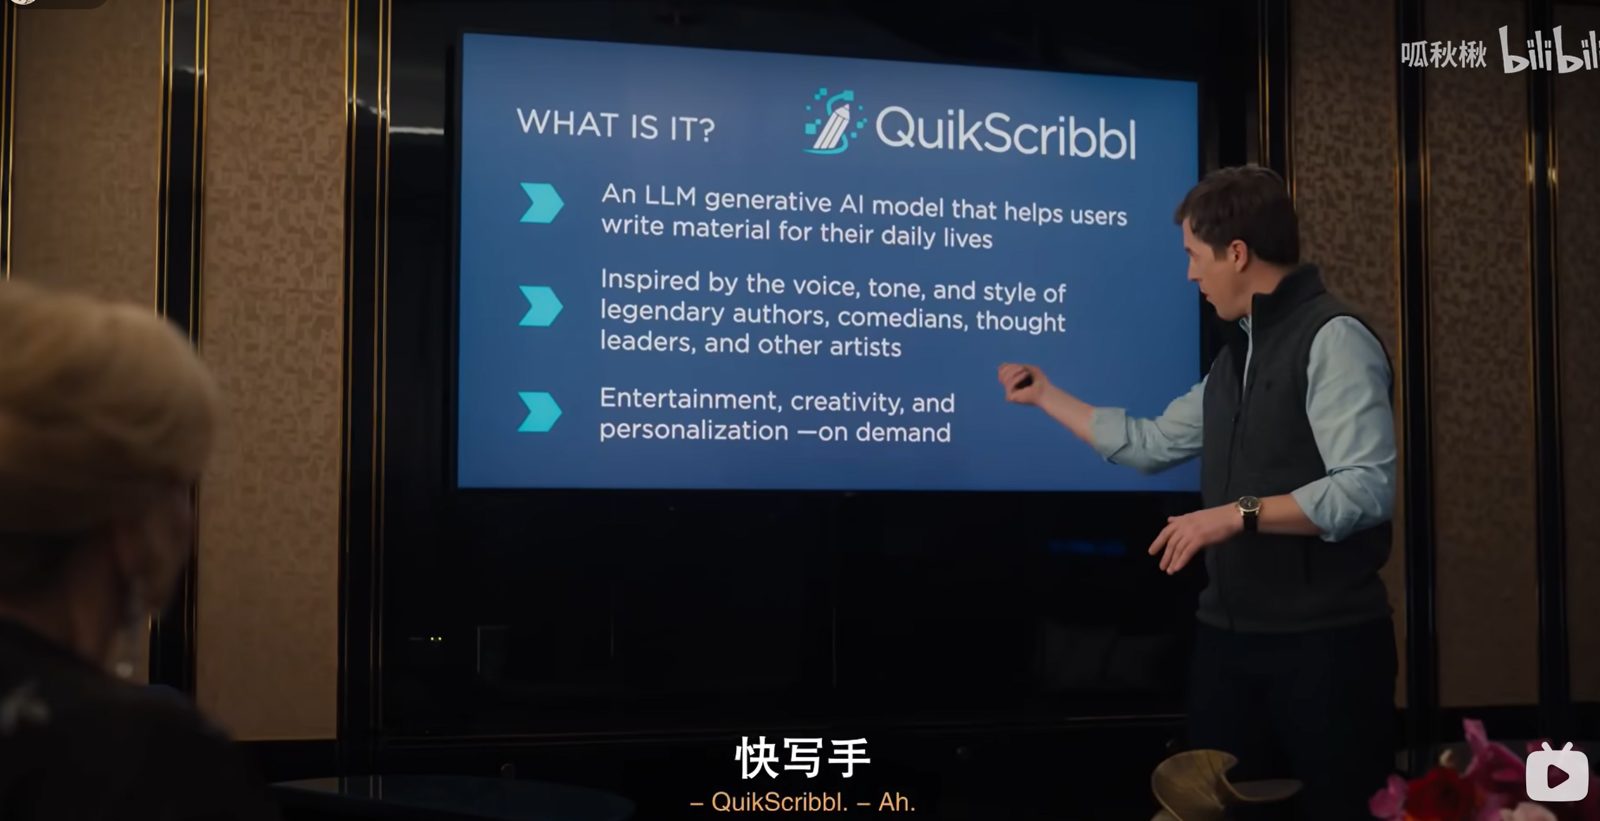 呱秋楸 bilibili
WHAT IS IT?
QuikScribbl
An LLM generative AI model that helps users
write material for their daily lives
Inspired by the voice, tone, and style of
legendary authors, comedians, thought
leaders, and other artists
Entertainment, creativity, and
personalization —on demand
快写手
– QuikScribbl. – Ah.